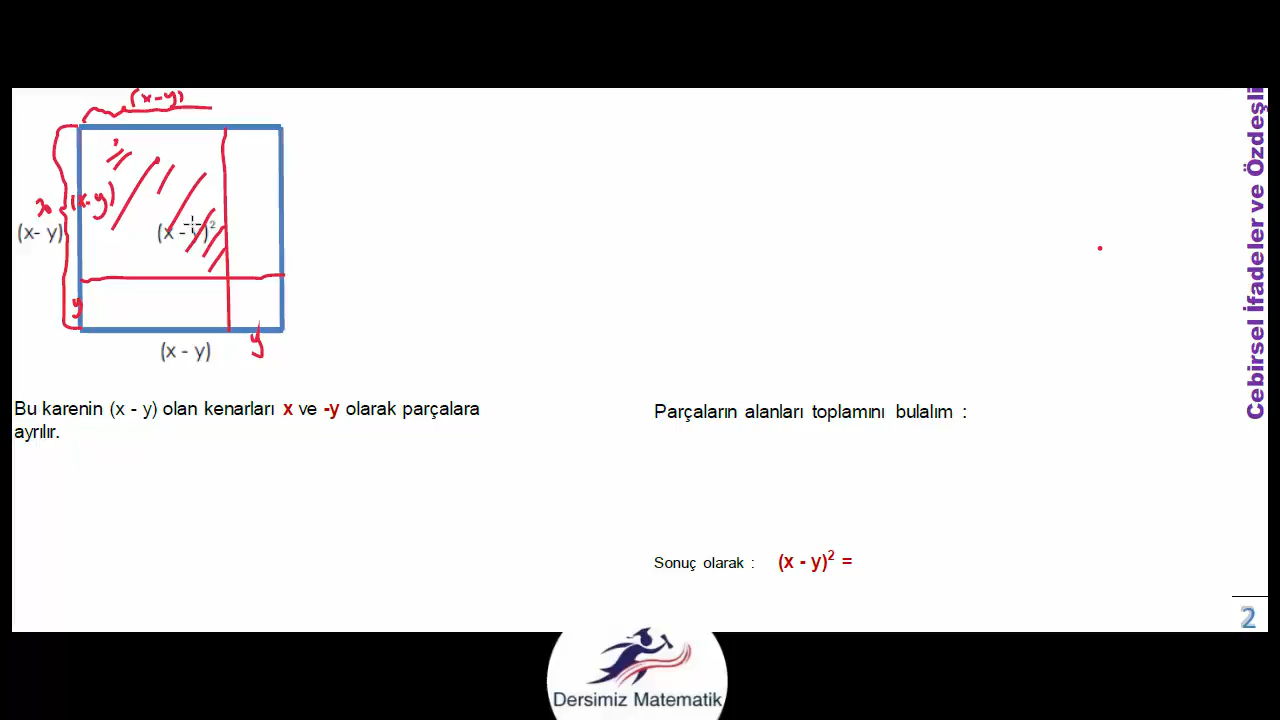 (x-y)
x (x-y)
(x- y)
(x - y)²
y
y
(x - y)
Bu karenin (x - y) olan kenarları x ve -y olarak parçalara
ayrılır.
Parçaların alanları toplamını bulalım :
Sonuç olarak : (x - y)² =
Cebirsel İfadeler ve Özdeşli
2
Dersimiz Matematik